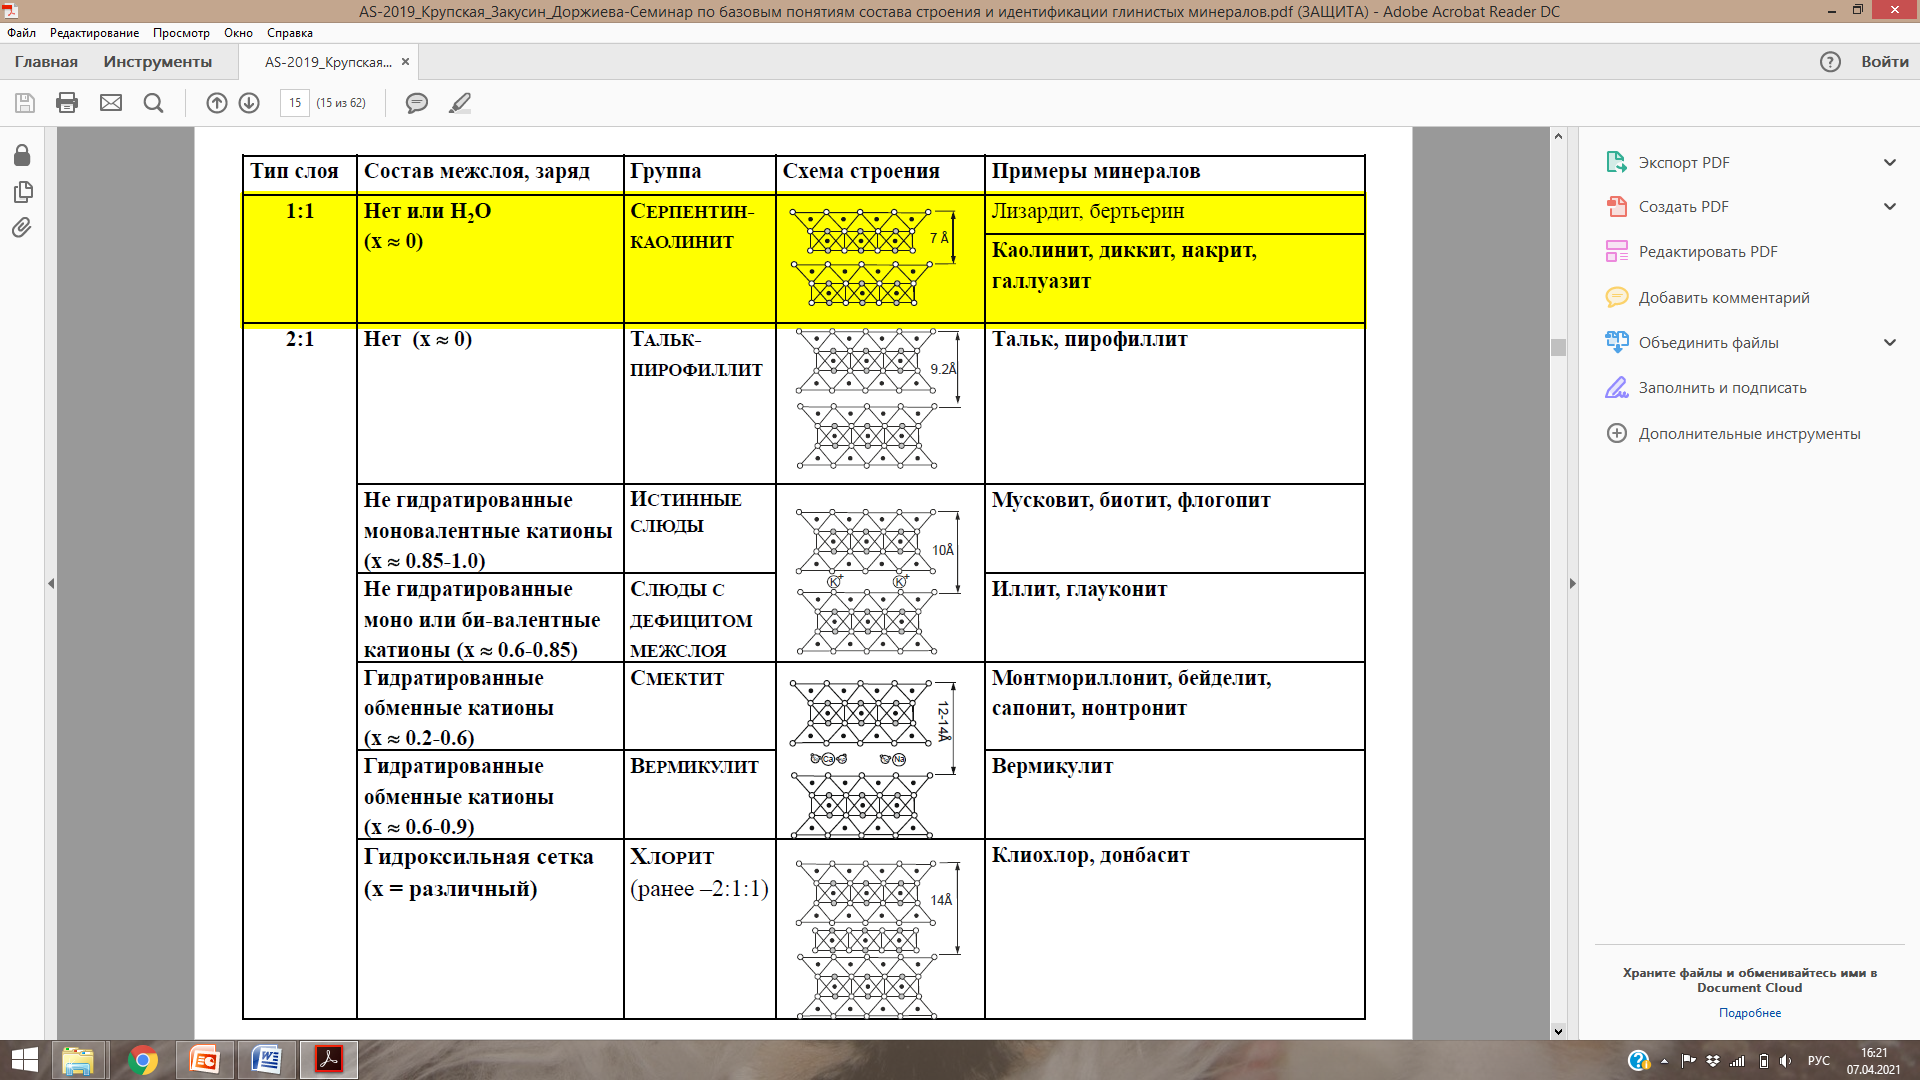 AS-2019_Крупская_Закусин_Доржиева-Семинар по базовым понятиям состава строения и идентификации глинистых минералов.pdf (ЗАЩИТА) - Adobe Acrobat Reader DC
Файл Редактирование Просмотр Окно Справка
Главная Инструменты AS-2019_Крупская... × Войти
15 (15 из 62)
Тип слоя Состав межслоя, заряд Группа Схема строения Примеры минералов
1:1 Нет или H₂O СЕРПЕНТИН- Лизардит, бертьерин
(x ≈ 0) КАОЛИНИТ 7 Å Каолинит, диккит, накрит,
галлуазит
2:1 Нет (x ≈ 0) ТАЛЬК- Тальк, пирофиллит
ПИРОФИЛЛИТ 9.2Å
Не гидратированные ИСТИННЫЕ Мусковит, биотит, флогопит
моновалентные катионы СЛЮДЫ
(x ≈ 0.85-1.0) 10Å
K⁺ K⁺
Не гидратированные СЛЮДЫ С Иллит, глауконит
моно или би-валентные ДЕФИЦИТОМ
катионы (x ≈ 0.6-0.85) МЕЖСЛОЯ
Гидратированные СМЕКТИТ Монтмориллонит, бейделит,
обменные катионы 12-14Å сапонит, нонтронит
(x ≈ 0.2-0.6)
Ca Na
Гидратированные ВЕРМИКУЛИТ Вермикулит
обменные катионы
(x ≈ 0.6-0.9)
Гидроксильная сетка ХЛОРИТ Клиохлор, донбасит
(x = различный) (ранее –2:1:1) 14Å
Экспорт PDF
Создать PDF
Редактировать PDF
Добавить комментарий
Объединить файлы
Заполнить и подписать
Дополнительные инструменты
Храните файлы и обменивайтесь ими в
Document Cloud
Подробнее
РУС 16:21
07.04.2021